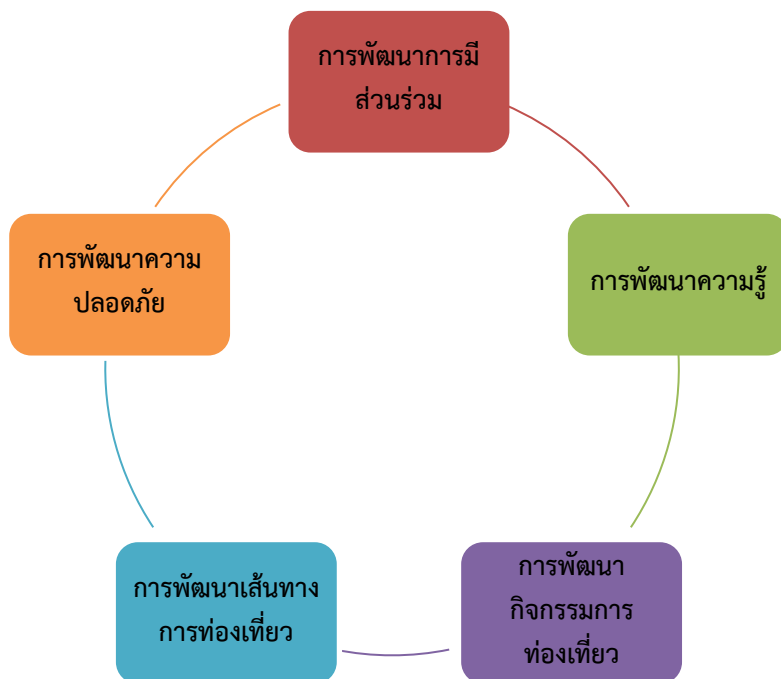 การพัฒนาการมี
ส่วนร่วม
การพัฒนาความรู้
การพัฒนา
กิจกรรมการ
ท่องเที่ยว
การพัฒนาเส้นทาง
การท่องเที่ยว
การพัฒนาความ
ปลอดภัย